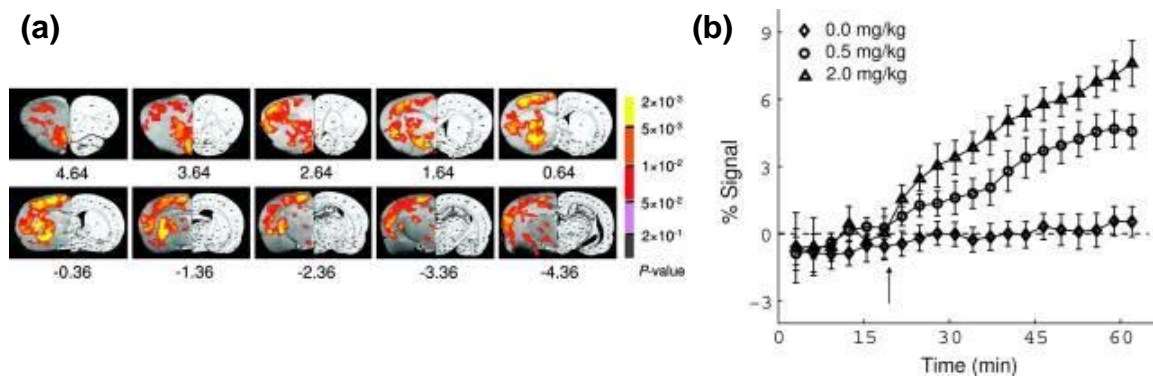 (a)
4.64 3.64 2.64 1.64 0.64
-0.36 -1.36 -2.36 -3.36 -4.36
2×10⁻³
5×10⁻³
1×10⁻²
5×10⁻²
2×10⁻¹
P-value
(b)
0.0 mg/kg
0.5 mg/kg
2.0 mg/kg
% Signal
9
6
3
0
-3
0 15 30 45 60
Time (min)